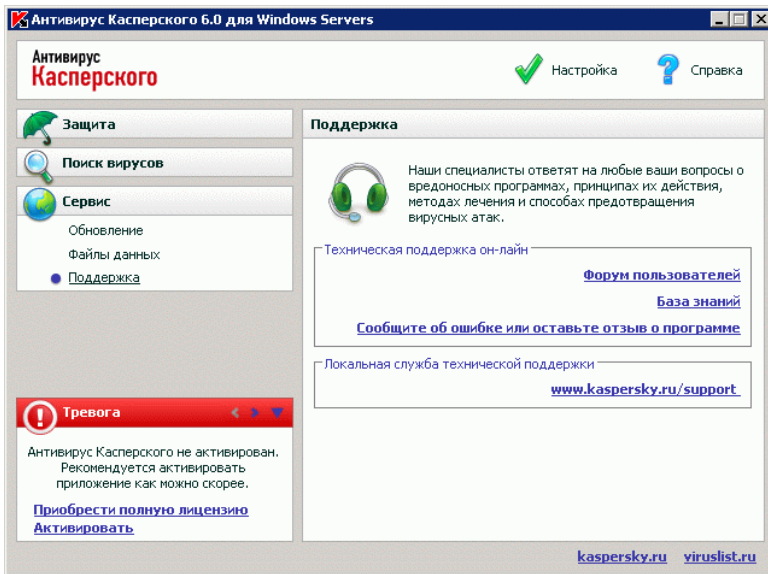 Антивирус Касперского 6.0 для Windows Servers
Антивирус
Касперского
Настройка
Справка
Защита
Поиск вирусов
Сервис
Обновление
Файлы данных
Поддержка
Тревога
Антивирус Касперского не активирован.
Рекомендуется активировать
приложение как можно скорее.
Приобрести полную лицензию
Активировать
Поддержка
Наши специалисты ответят на любые ваши вопросы о
вредоносных программах, принципах их действия,
методах лечения и способах предотвращения
вирусных атак.
Техническая поддержка он-лайн
Форум пользователей
База знаний
Сообщите об ошибке или оставьте отзыв о программе
Локальная служба технической поддержки
www.kaspersky.ru/support
kaspersky.ru viruslist.ru